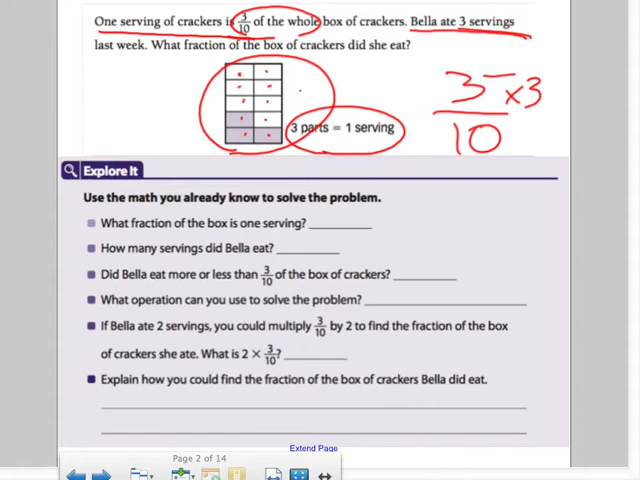 One serving of crackers is 3/10 of the whole box of crackers. Bella ate 3 servings
last week. What fraction of the box of crackers did she eat?
3 parts = 1 serving
3 × 3
10
Explore It
Use the math you already know to solve the problem.
What fraction of the box is one serving?
How many servings did Bella eat?
Did Bella eat more or less than 3/10 of the box of crackers?
What operation can you use to solve the problem?
If Bella ate 2 servings, you could multiply 3/10 by 2 to find the fraction of the box
of crackers she ate. What is 2 × 3/10?
Explain how you could find the fraction of the box of crackers Bella did eat.
Extend Page
Page 2 of 14